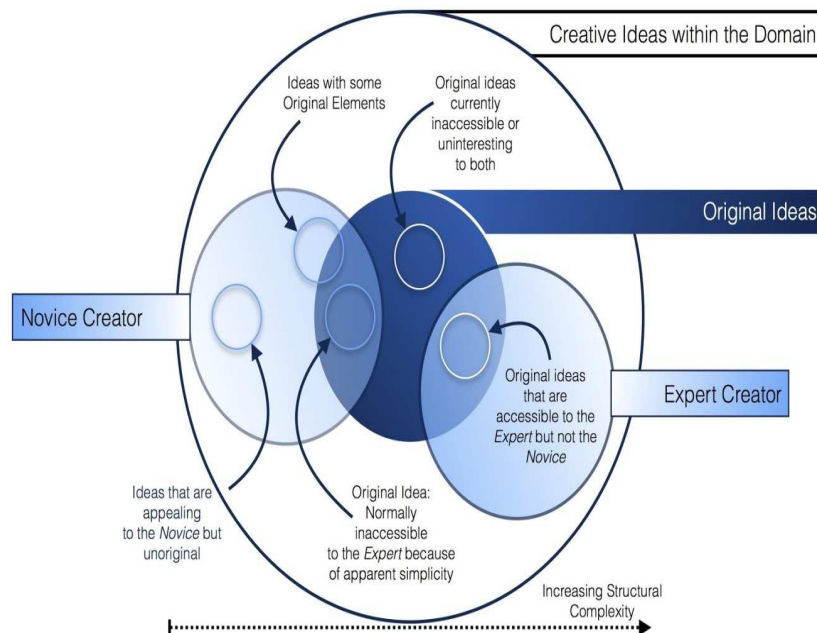 Creative Ideas within the Domain
Ideas with some
Original Elements
Original ideas
currently
inaccessible or
uninteresting
to both
Original Ideas
Novice Creator
Original ideas
that are
accessible to the
Expert but not the
Novice
Expert Creator
Ideas that are
appealing
to the Novice but
unoriginal
Original Idea:
Normally
inaccessible
to the Expert because
of apparent simplicity
Increasing Structural
Complexity